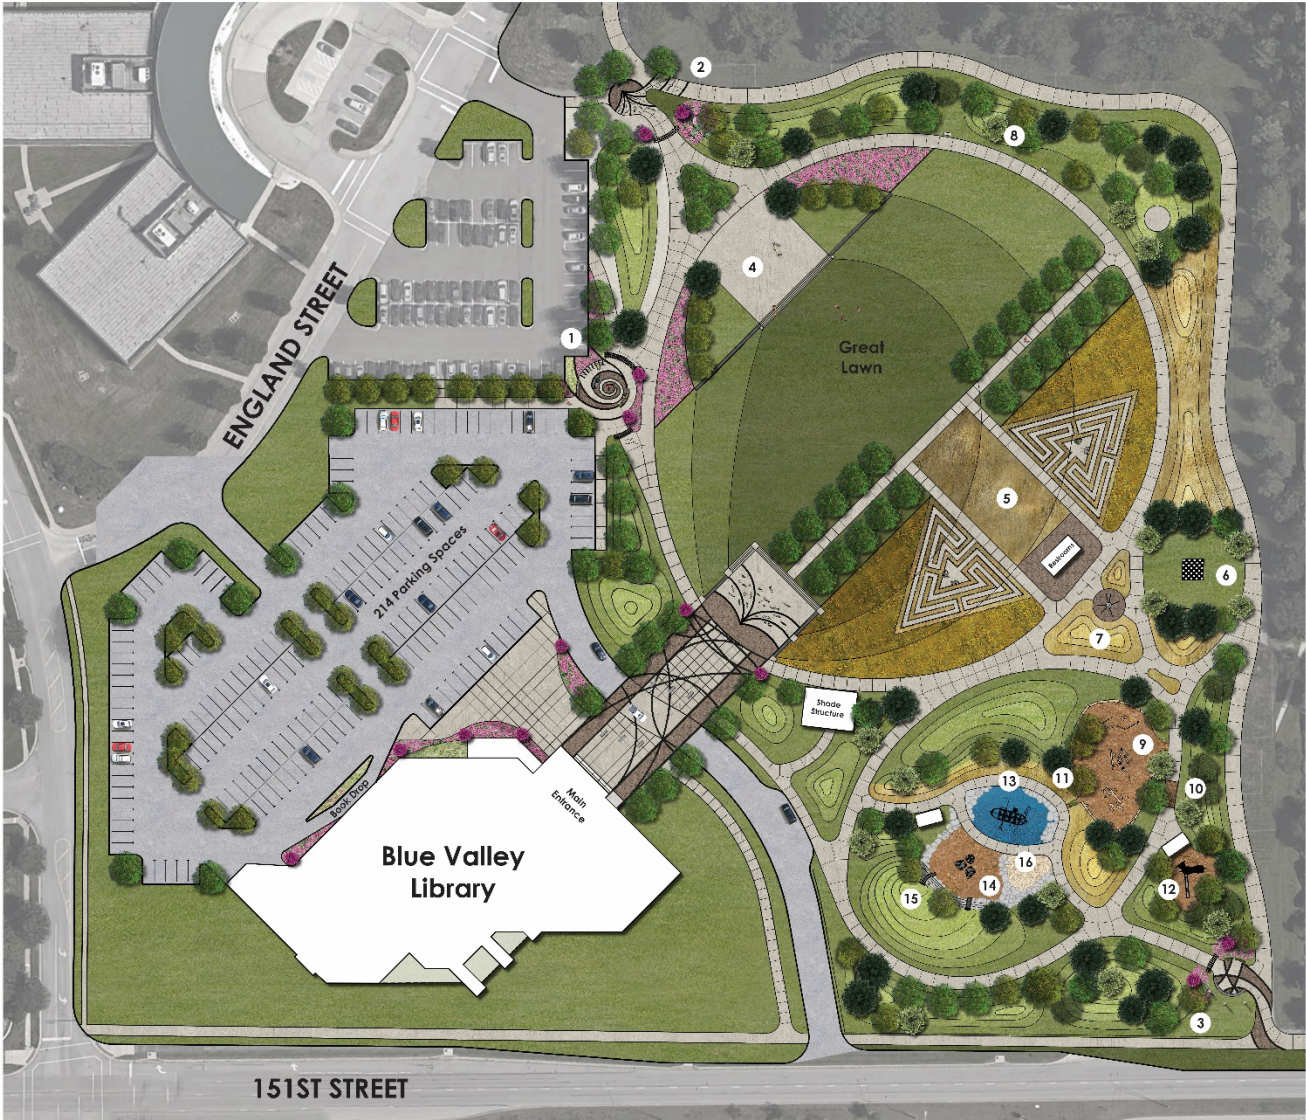 2
8
4
ENGLAND STREET
1
Great
Lawn
5
214 Parking Spaces
Restrooms
6
7
Shade
Structure
9
Book Drop
Main
Entrance
13
11
10
Blue Valley
Library
16
14
12
15
3
151ST STREET